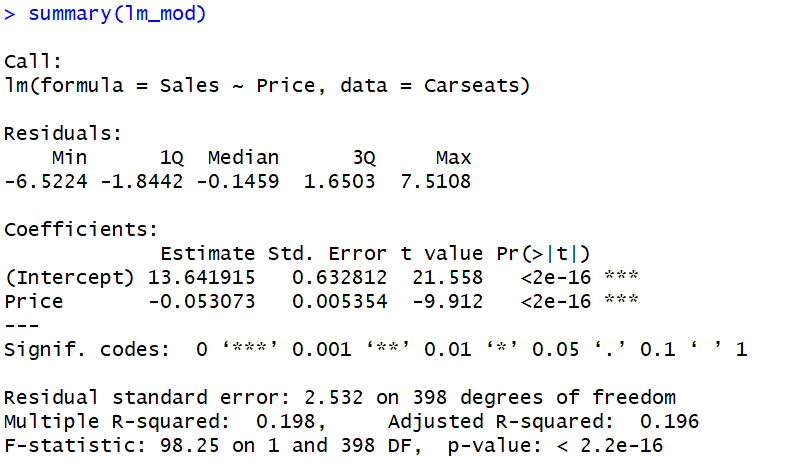 > summary(lm_mod)
Call:
lm(formula = Sales ~ Price, data = Carseats)
Residuals:
    Min      1Q  Median      3Q     Max
-6.5224 -1.8442 -0.1459  1.6503  7.5108
Coefficients:
             Estimate Std. Error t value Pr(>|t|)
(Intercept) 13.641915   0.632812  21.558   <2e-16 ***
Price       -0.053073   0.005354  -9.912   <2e-16 ***
---
Signif. codes:  0 ‘***’ 0.001 ‘**’ 0.01 ‘*’ 0.05 ‘.’ 0.1 ‘ ’ 1
Residual standard error: 2.532 on 398 degrees of freedom
Multiple R-squared:  0.198,     Adjusted R-squared:  0.196
F-statistic: 98.25 on 1 and 398 DF,  p-value: < 2.2e-16